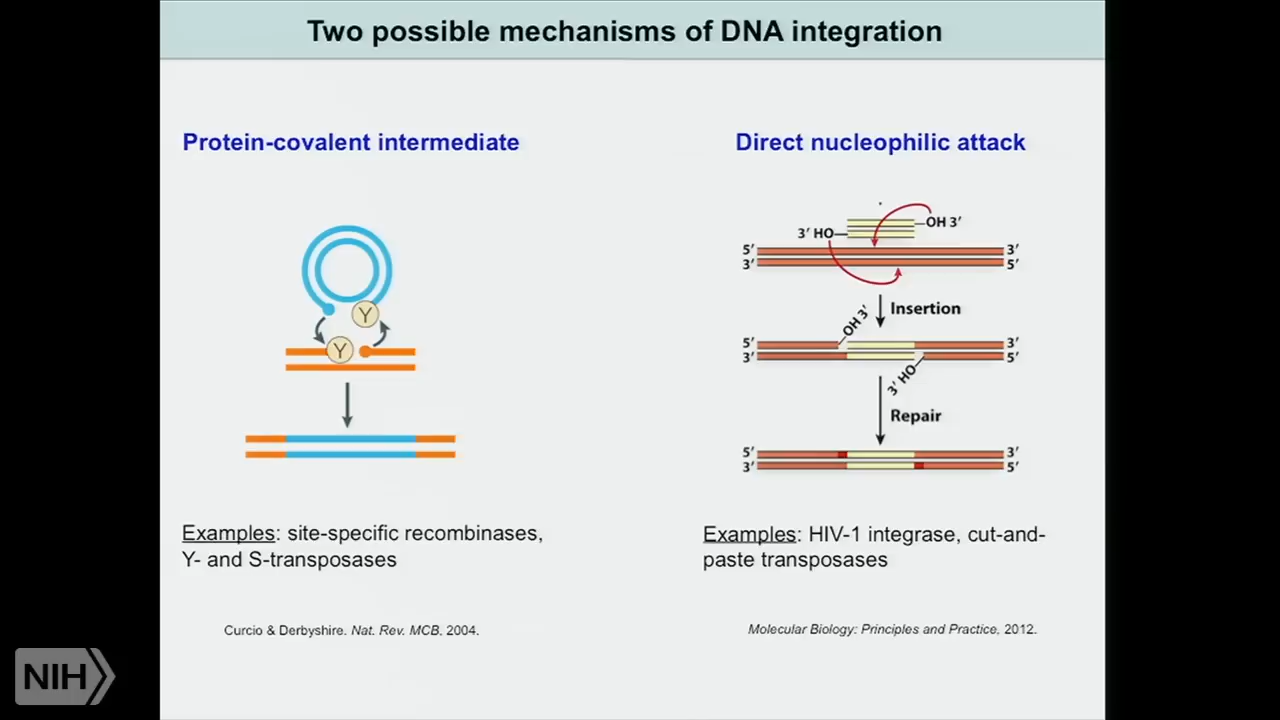 Two possible mechanisms of DNA integration
Protein-covalent intermediate
Y
Y
Examples: site-specific recombinases,
Y- and S-transposases
Curcio & Derbyshire. Nat. Rev. MCB, 2004.
Direct nucleophilic attack
OH 3′
3′ HO
5′ 3′
3′ 5′
Insertion
OH 3′
5′ 3′
3′ 5′
3′ HO
Repair
5′ 3′
3′ 5′
Examples: HIV-1 integrase, cut-and-
paste transposases
Molecular Biology: Principles and Practice, 2012.
NIH